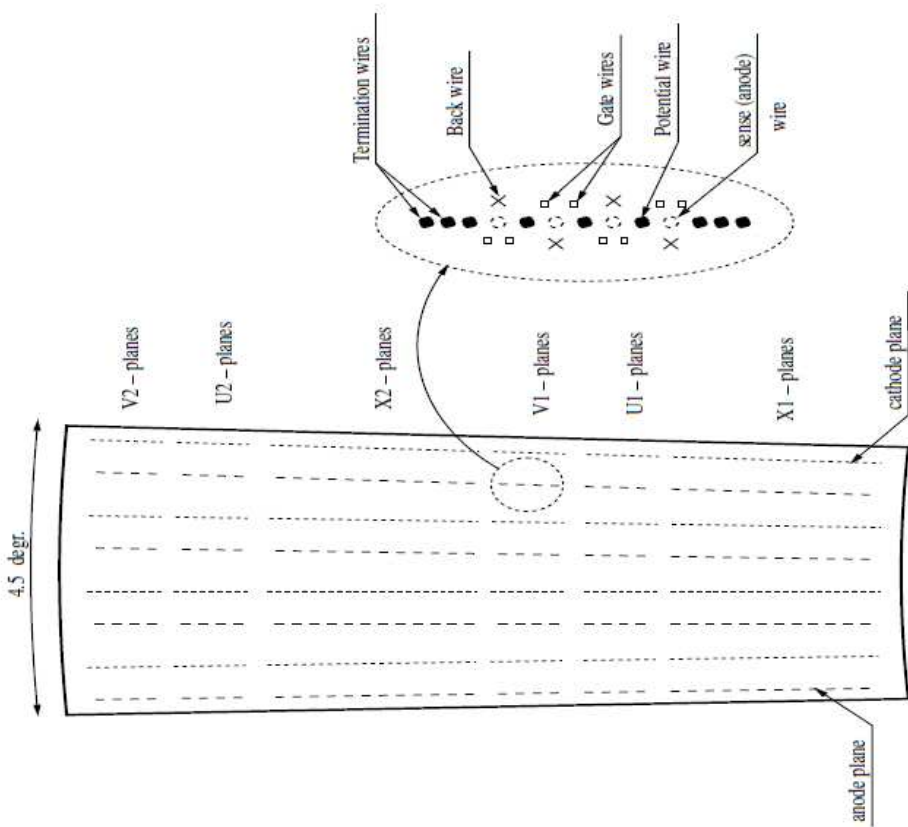 Termination wires
Back wire
Gate wires
Potential wire
sense (anode)
wire
V2 – planes
U2 – planes
X2 – planes
V1 – planes
U1 – planes
X1 – planes
cathode plane
4.5 degr.
anode plane